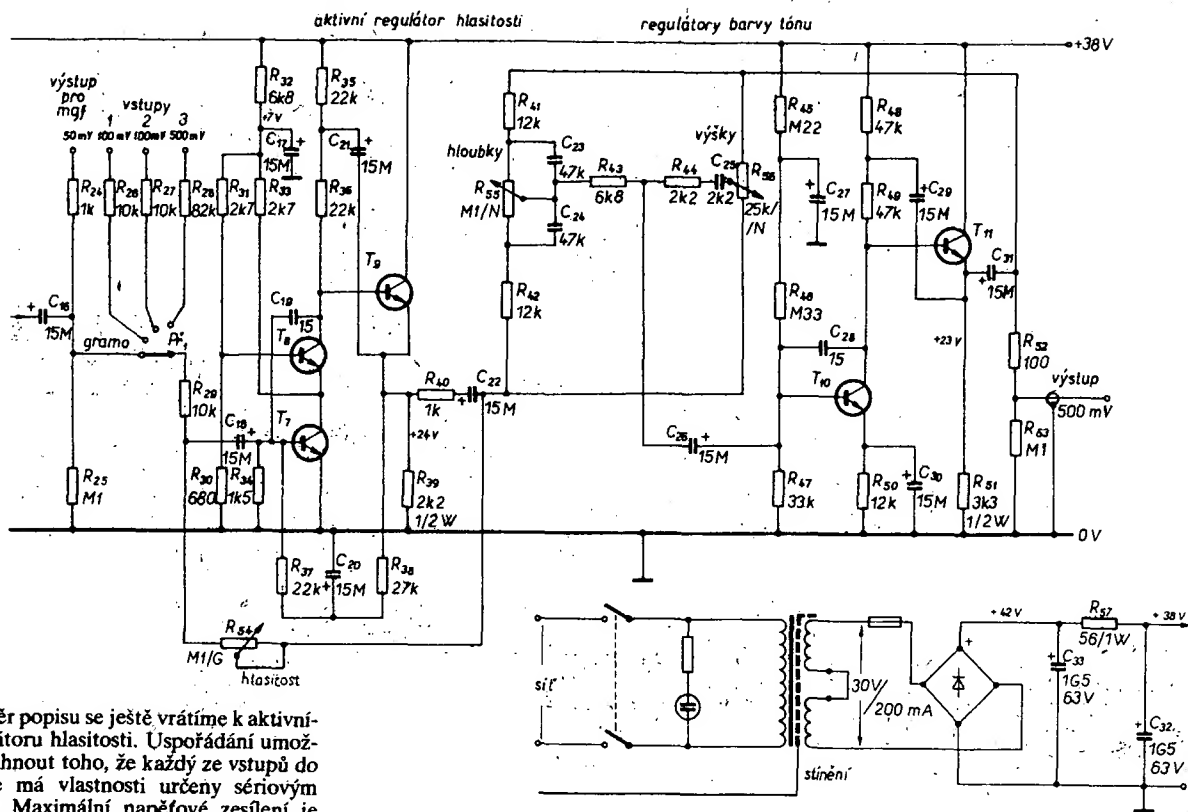 aktivní regulátor hlasitosti
regulátory barvy tónu
+38V
výstup
pro
mgf
vstupy
1 2 3
50mV 100mV 100mV 500mV
R24
1k
R26
10k
R27
10k
R28
82k
R31
2k7
R32
6k8
+7V
C17
15M
R33
2k7
R35
22k
C21
15M
R36
22k
T9
C16
15M
gramo
Př1
C19
15
T8
R29
10k
C18
15M
T7
R25
M1
R30
680
R34
1k5
R40
1k
C22
15M
+24V
R39
2k2
1/2W
R37
22k
C20
15M
R38
27k
R54
M1/G
hlasitost
R41
12k
hloubky
C23
47k
R55
M1/N
C24
47k
R42
12k
R43
6k8
R44
2k2
výšky
C25
2k2
R56
25k/
/N
C26
15M
R45
M22
C27
15M
R46
M33
C28
15
T10
R47
33k
R48
47k
R49
47k
C29
15M
T11
C31
15M
+23V
R50
12k
C30
15M
R51
3k3
1/2W
R52
100
výstup
500mV
R53
M1
0V
síť
30V/
/200mA
stínění
+42V
R57
56/1W
+38V
C33
1G5
63V
C32
1G5
63V
ěr popisu se ještě vrátíme k aktivní-
átoru hlasitosti. Uspořádání umož-
áhnout toho, že každý ze vstupů do
e má vlastnosti určeny sériovým
Maximální napěťové zesílení je